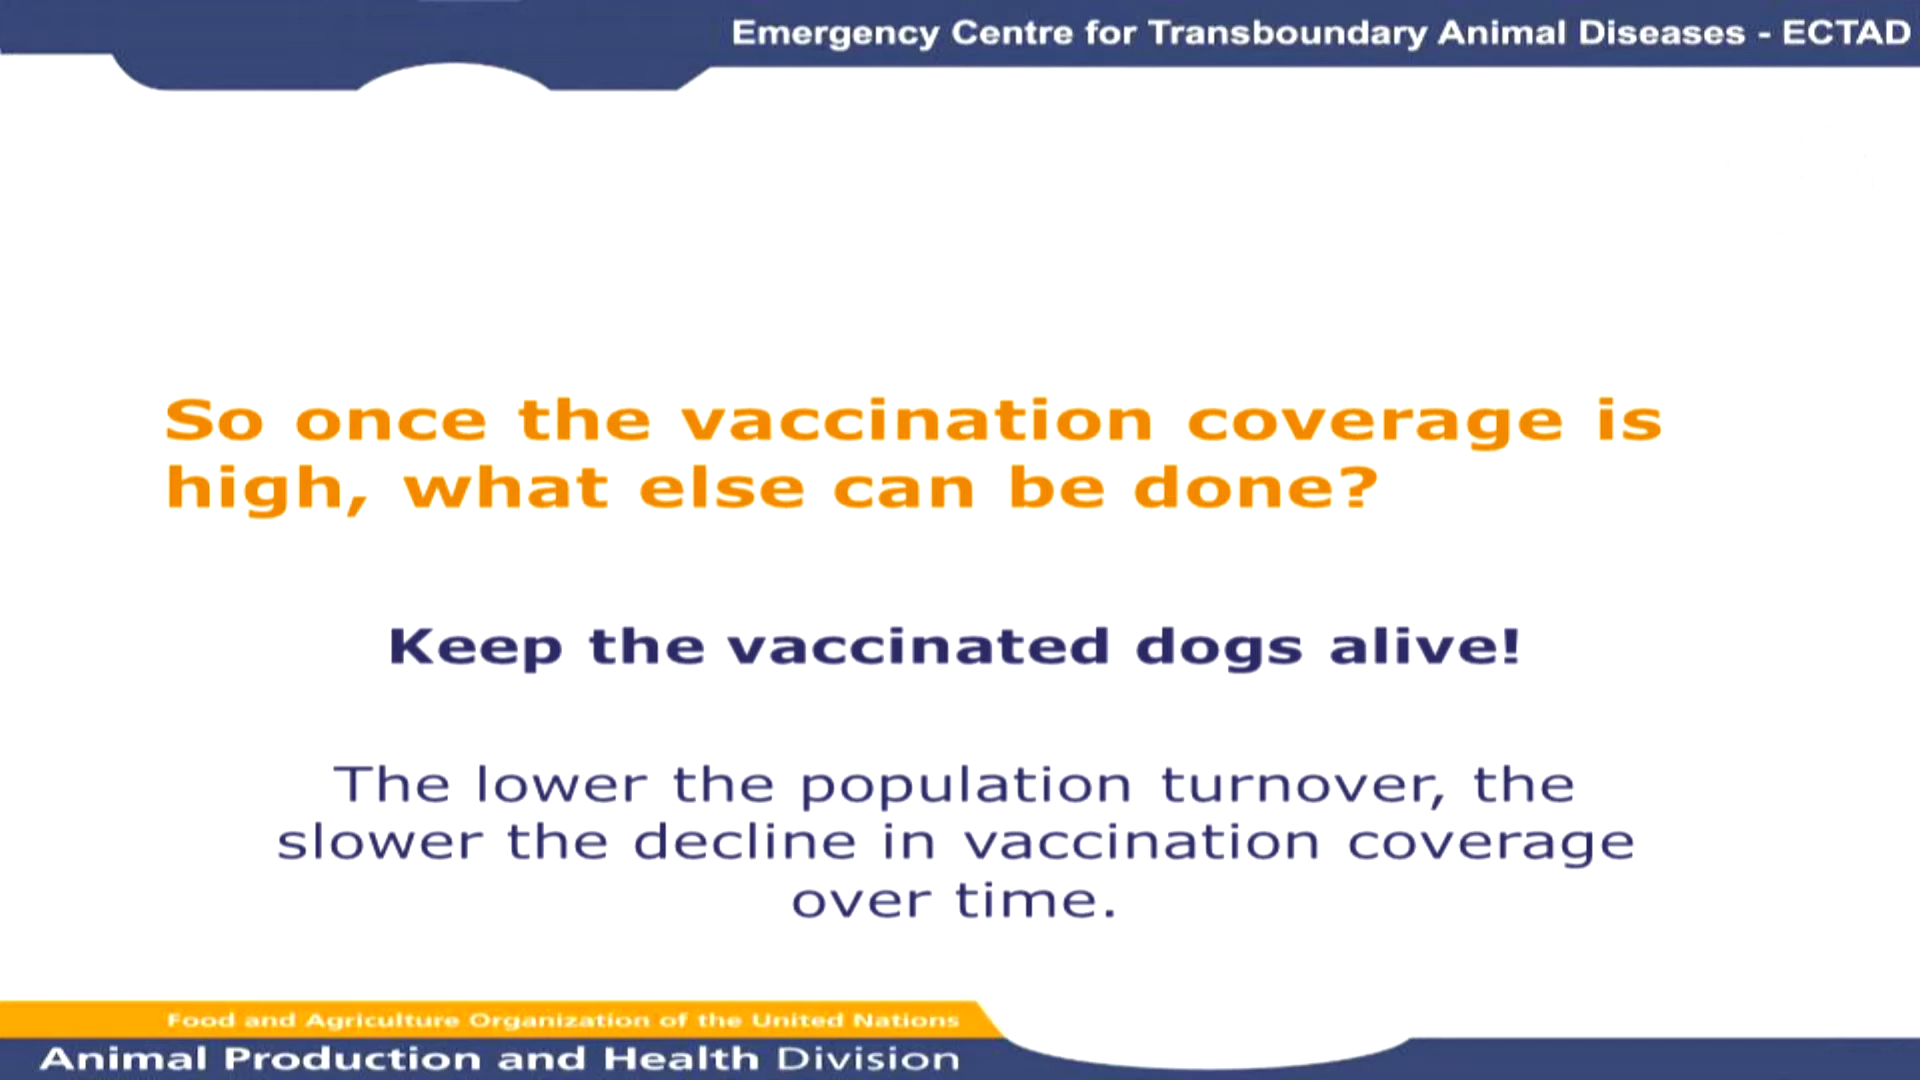 Emergency Centre for Transboundary Animal Diseases - ECTAD
So once the vaccination coverage is
high, what else can be done?
Keep the vaccinated dogs alive!
The lower the population turnover, the
slower the decline in vaccination coverage
over time.
Food and Agriculture Organization of the United Nations
Animal Production and Health Division